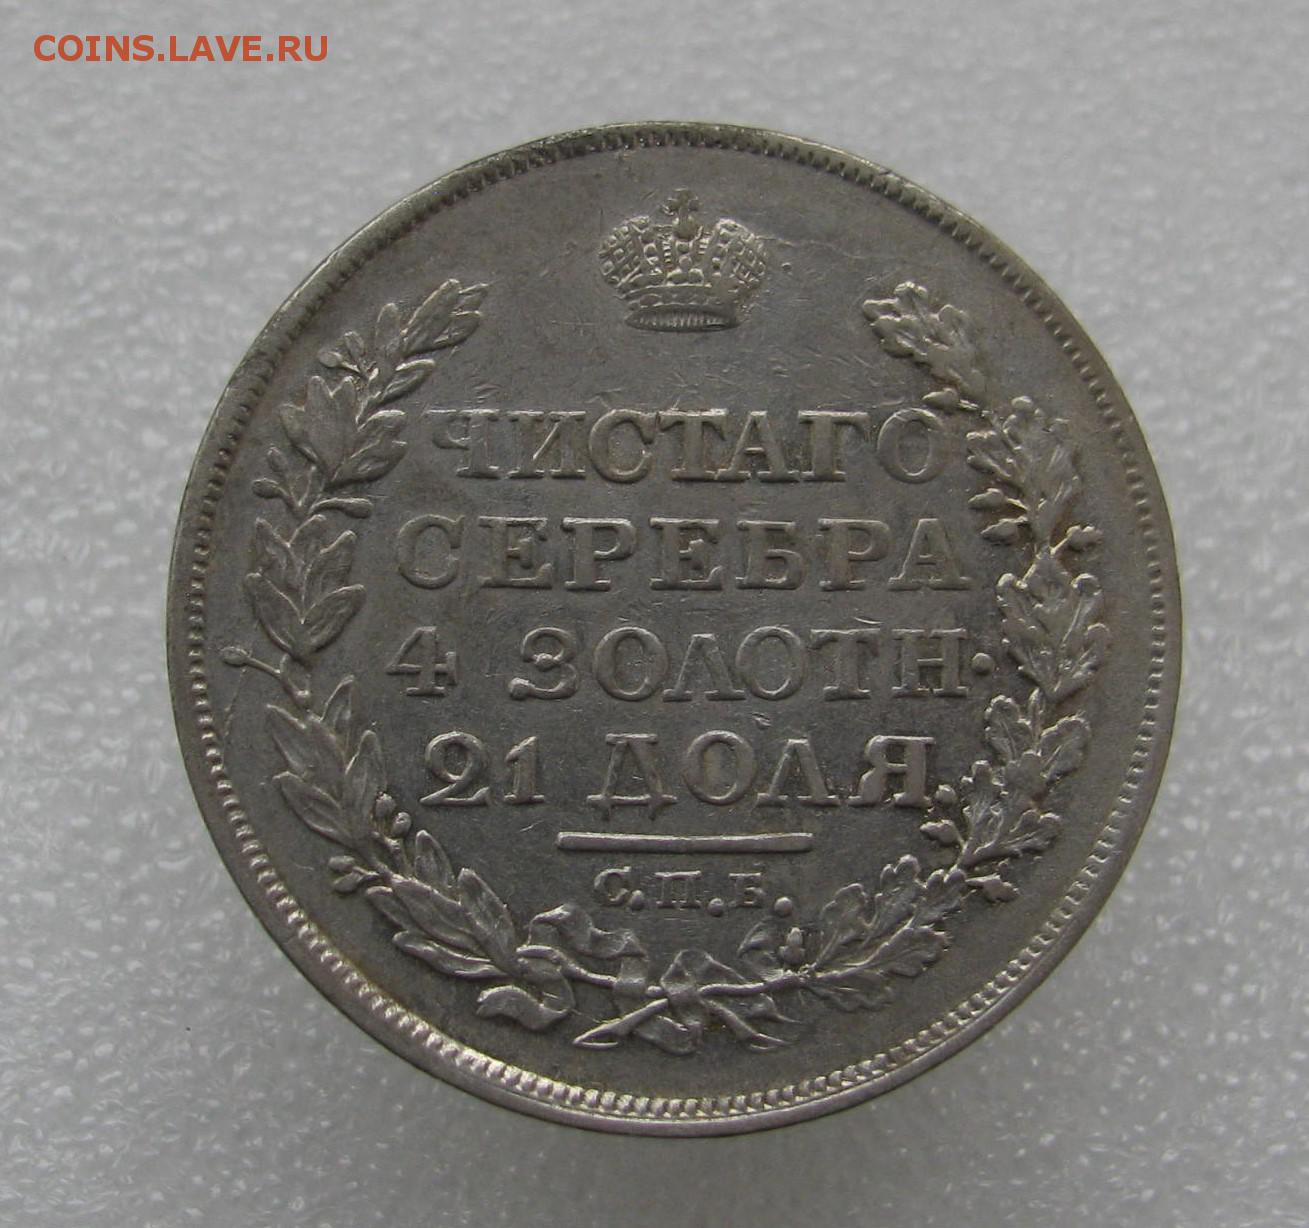 COINS.LAVE.RU
ЧИСТАГО
СЕРЕБРА
4 ЗОЛОТН.
21 ДОЛЯ
С.П.Б.